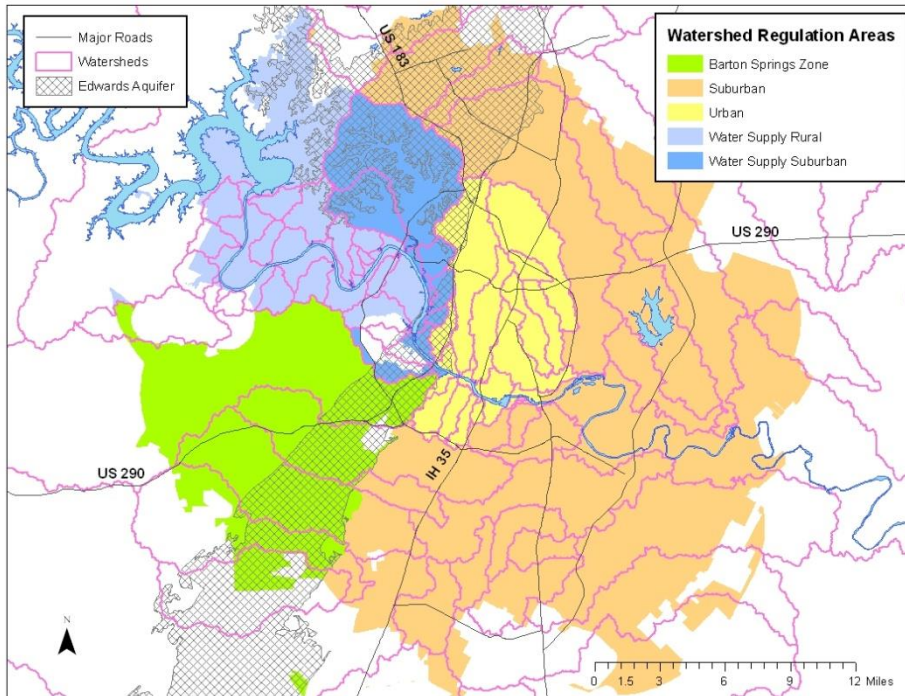 Major Roads
Watersheds
Edwards Aquifer
US 183
Watershed Regulation Areas
Barton Springs Zone
Suburban
Urban
Water Supply Rural
Water Supply Suburban
US 290
US 290
IH 35
N
0 1.5 3 6 9 12
Miles